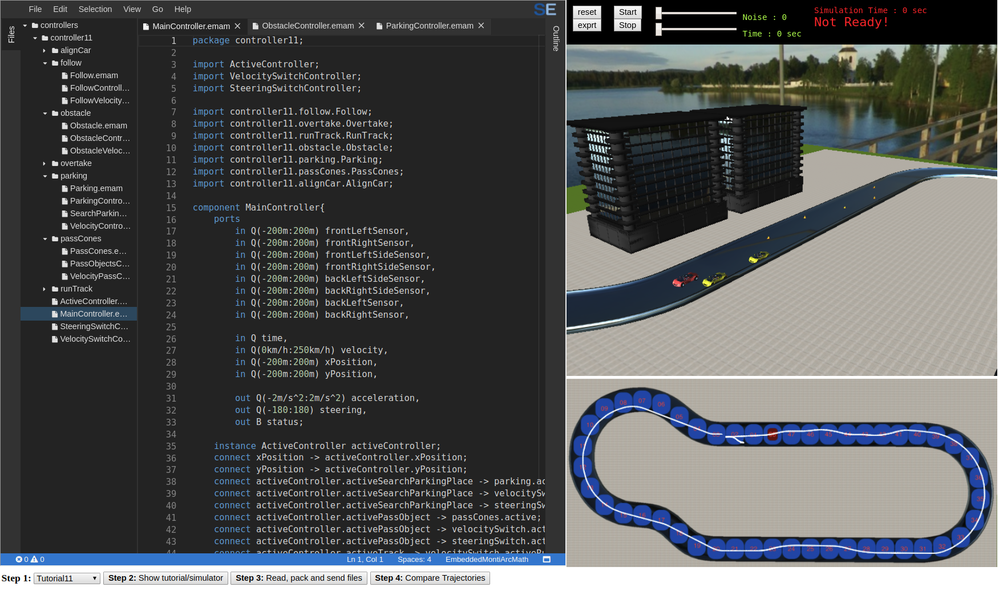 File Edit Selection View Go Help
SE
Files
controllers
controller11
alignCar
follow
Follow.emam
FollowControll…
FollowVelocity…
obstacle
Obstacle.emam
ObstacleContr…
ObstacleVeloc…
overtake
parking
Parking.emam
ParkingContro…
SearchParkin…
VelocityContro…
passCones
PassCones.e…
PassObjectsC…
VelocityPassC…
runTrack
ActiveController.…
MainController.e…
SteeringSwitchC…
VelocitySwitchCo…
MainController.emam ObstacleController.emam ParkingController.emam
Outline
1 package controller11;
2
3 import ActiveController;
4 import VelocitySwitchController;
5 import SteeringSwitchController;
6
7 import controller11.follow.Follow;
8 import controller11.overtake.Overtake;
9 import controller11.runTrack.RunTrack;
10 import controller11.obstacle.Obstacle;
11 import controller11.parking.Parking;
12 import controller11.passCones.PassCones;
13 import controller11.alignCar.AlignCar;
14
15 component MainController{
16 ports
17 in Q(-200m:200m) frontLeftSensor,
18 in Q(-200m:200m) frontRightSensor,
19 in Q(-200m:200m) frontLeftSideSensor,
20 in Q(-200m:200m) frontRightSideSensor,
21 in Q(-200m:200m) backLeftSideSensor,
22 in Q(-200m:200m) backRightSideSensor,
23 in Q(-200m:200m) backLeftSensor,
24 in Q(-200m:200m) backRightSensor,
25
26 in Q time,
27 in Q(0km/h:250km/h) velocity,
28 in Q(-200m:200m) xPosition,
29 in Q(-200m:200m) yPosition,
30
31 out Q(-2m/s^2:2m/s^2) acceleration,
32 out Q(-180:180) steering,
33 out B status;
34
35 instance ActiveController activeController;
36 connect xPosition -> activeController.xPosition;
37 connect yPosition -> activeController.yPosition;
38 connect activeController.activeSearchParkingPlace -> parking.ac
39 connect activeController.activeSearchParkingPlace -> velocitySw
40 connect activeController.activeSearchParkingPlace -> steeringSw
41 connect activeController.activePassObject -> passCones.active;
42 connect activeController.activePassObject -> velocitySwitch.act
43 connect activeController.activePassObject -> steeringSwitch.act
44 connect activeController.activeTrack -> velocitySwitch.activeRu
0 0 Ln 1, Col 1 Spaces: 4 EmbeddedMontiArcMath
Step 1: Tutorial11 Step 2: Show tutorial/simulator Step 3: Read, pack and send files Step 4: Compare Trajectories
reset Start
exprt Stop
Noise : 0
Time : 0 sec
Simulation Time : 0 sec
Not Ready!
09 08 07 06 05
10
47 46 45 41 40 39 38
37
36
35
34
33
15 16 17
19 21 22 24 25 26 28 29 30 31 32